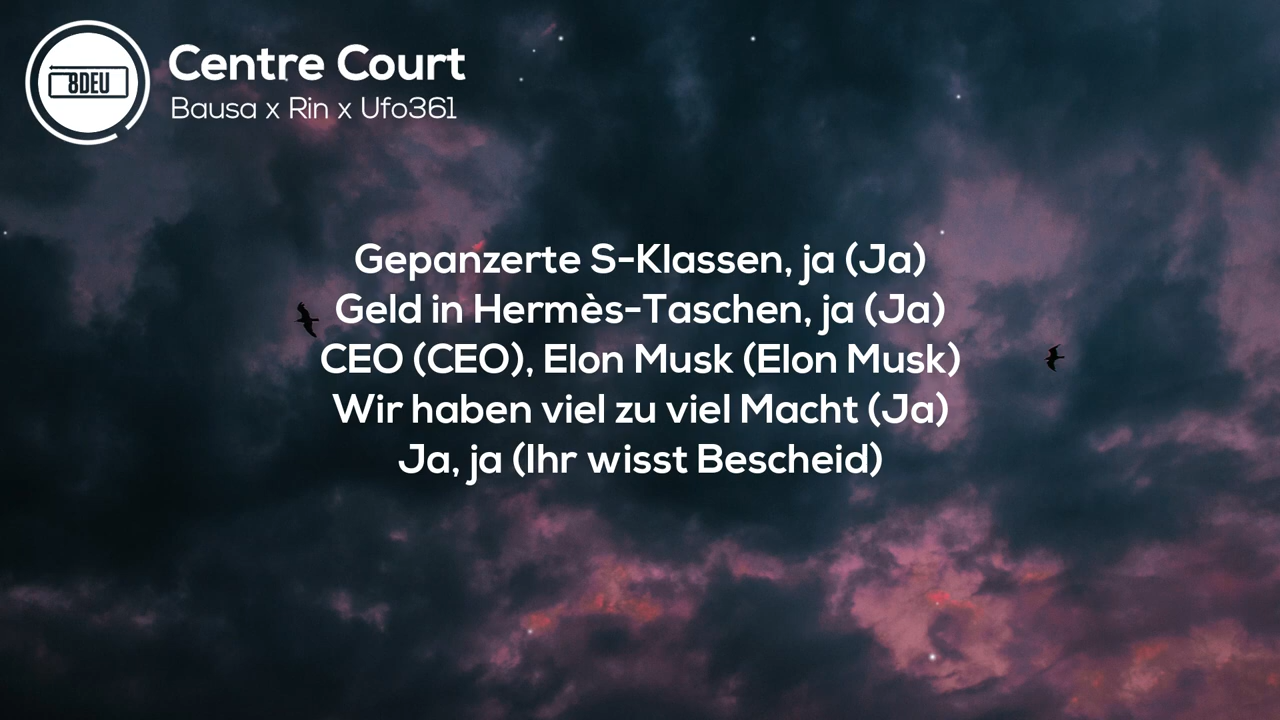 8DEU
Centre Court
Bausa x Rin x Ufo361
Gepanzerte S-Klassen, ja (Ja)
Geld in Hermès-Taschen, ja (Ja)
CEO (CEO), Elon Musk (Elon Musk)
Wir haben viel zu viel Macht (Ja)
Ja, ja (Ihr wisst Bescheid)